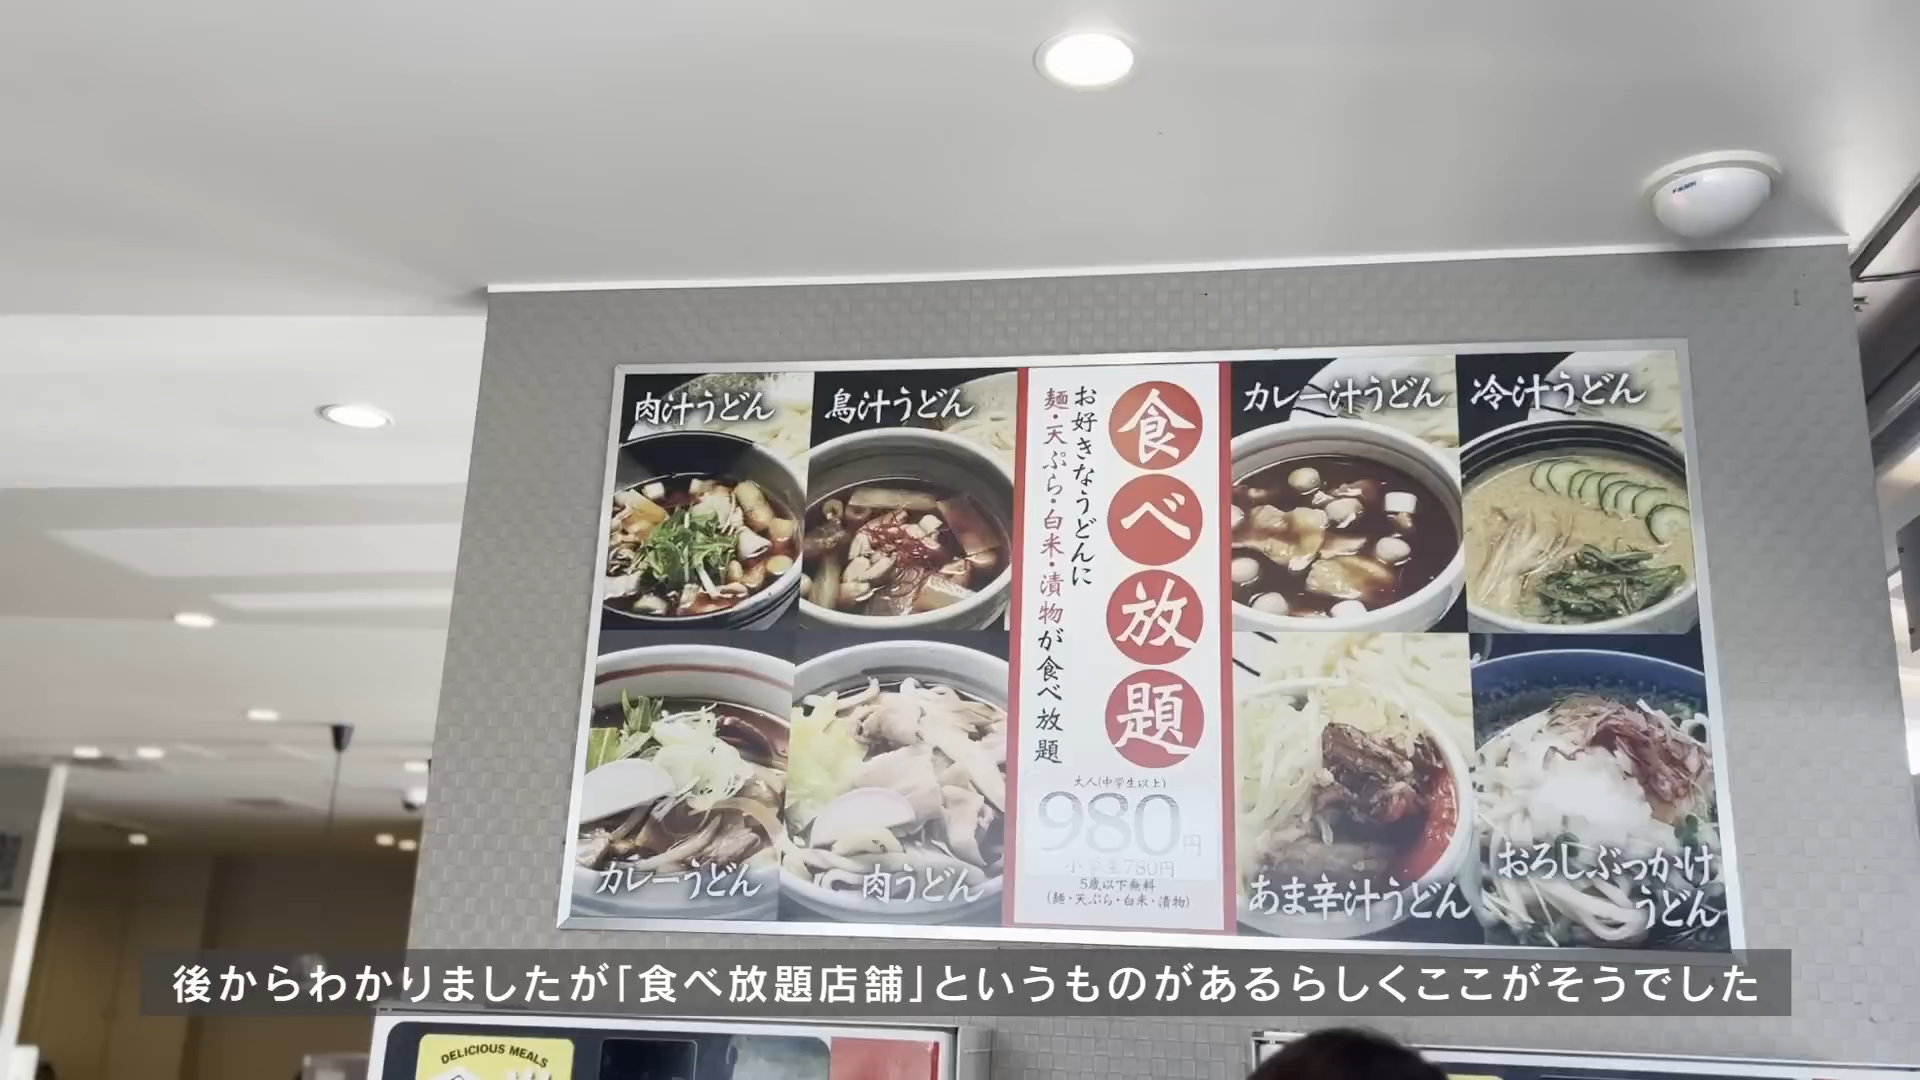 肉汁うどん
鳥汁うどん
カレーうどん
肉うどん
食べ放題
お好きなうどんに
麺・天ぷら・白米・漬物が食べ放題
大人(中学生以上)
980円
小学生780円
5歳以下無料
(麺・天ぷら・白米・漬物)
カレー汁うどん
冷汁うどん
あま辛汁うどん
おろしぶっかけ
うどん
後からわかりましたが「食べ放題店舗」というものがあるらしくここがそうでした
DELICIOUS MEALS